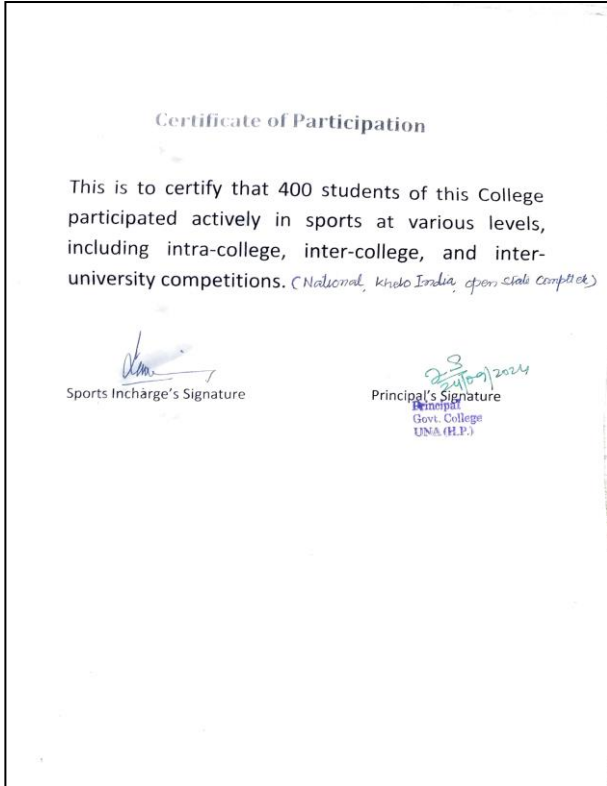 Certificate of Participation
This is to certify that 400 students of this College
participated actively in sports at various levels,
including intra-college, inter-college, and inter-
university competitions. (National, Khelo India, open state
24/09/2024
Sports Incharge's Signature Principal's Signature
Principal
Govt. College
UNA (H.P.)